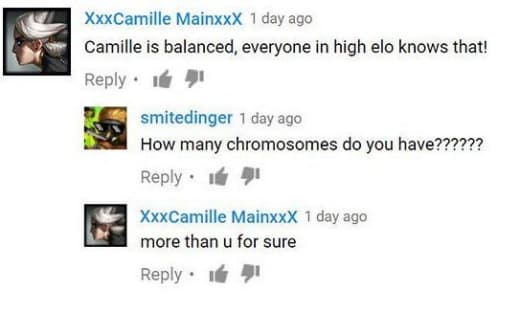 XxxCamille MainxxX 1 day ago
Camille is balanced, everyone in high elo knows that!
Reply •
smitedinger 1 day ago
How many chromosomes do you have??????
Reply •
XxxCamille MainxxX 1 day ago
more than u for sure
Reply •